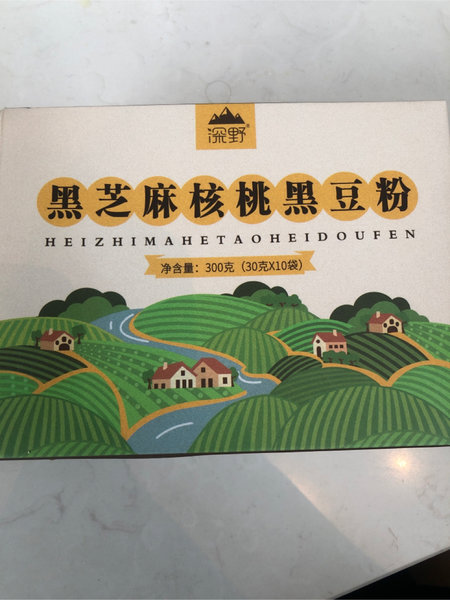 深野®
黑芝麻核桃黑豆粉
HEIZHIMAHETAOHEIDOUFEN
净含量：300克（30克X10袋）